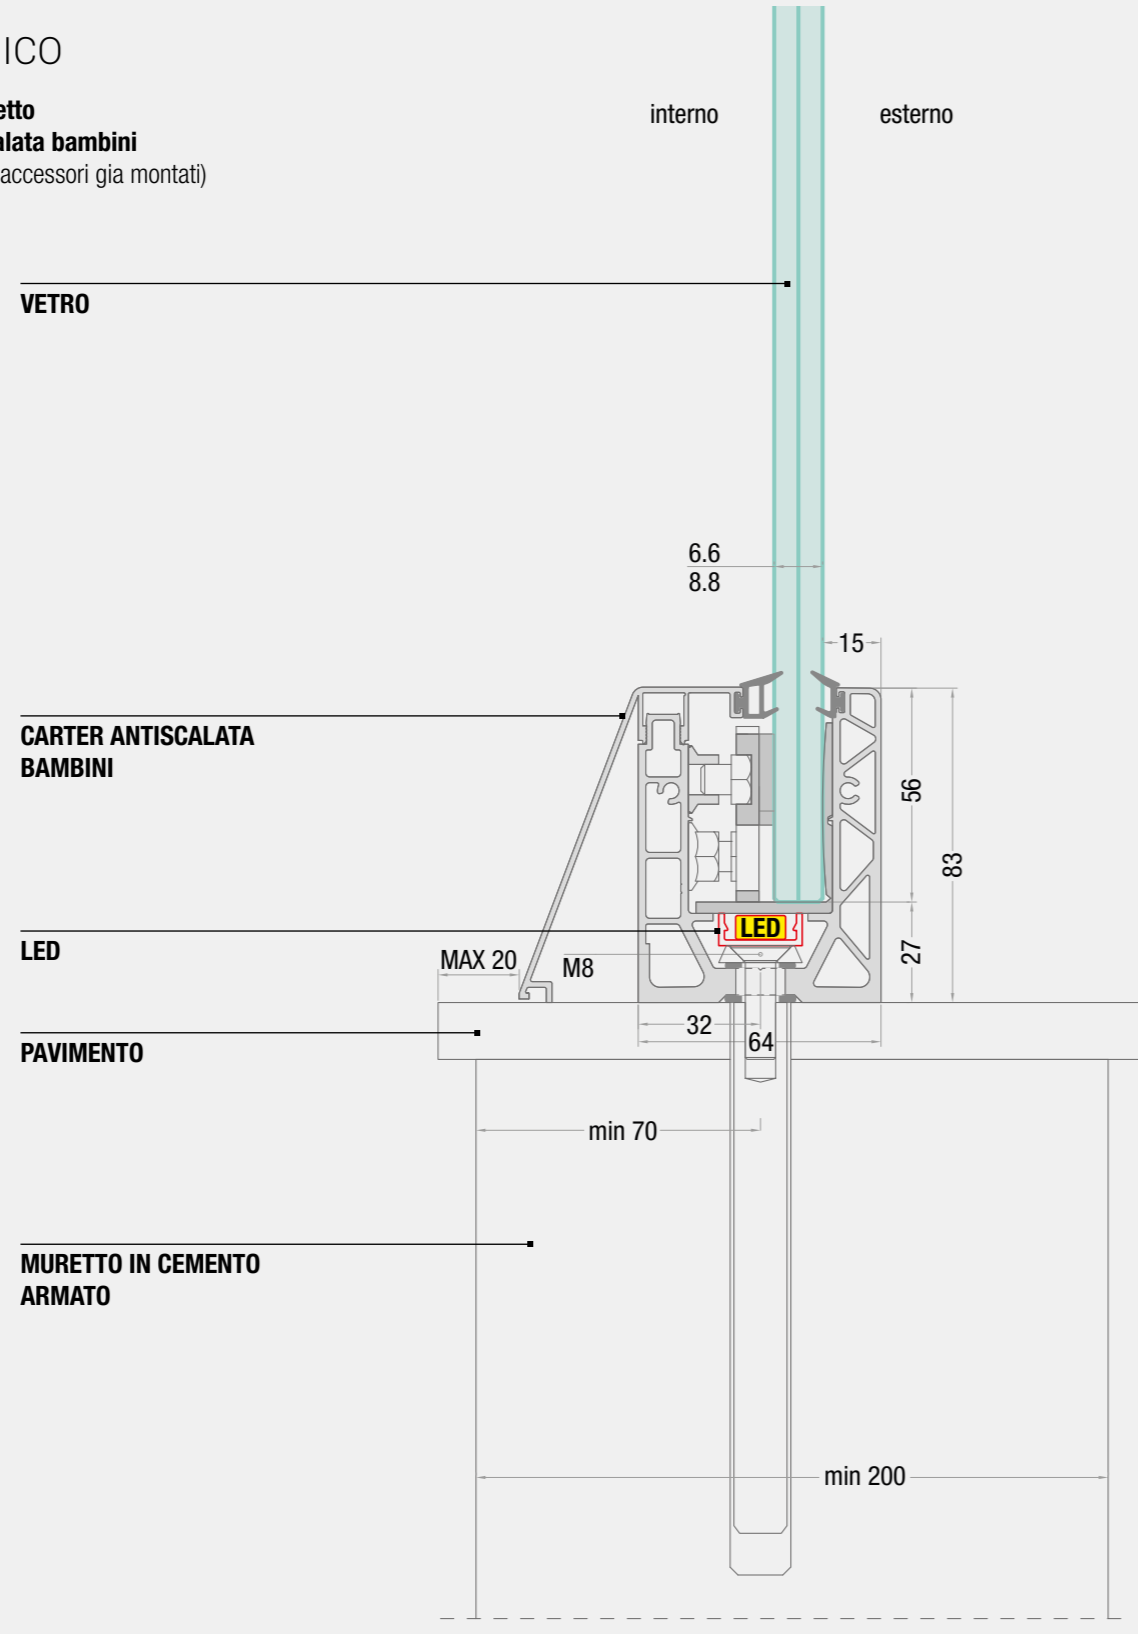 ICO
etto
alata bambini
accessori gia montati)
interno
esterno
VETRO
6.6
8.8
15
CARTER ANTISCALATA
BAMBINI
56
83
LED
LED
27
MAX 20
M8
32
64
PAVIMENTO
min 70
MURETTO IN CEMENTO
ARMATO
min 200